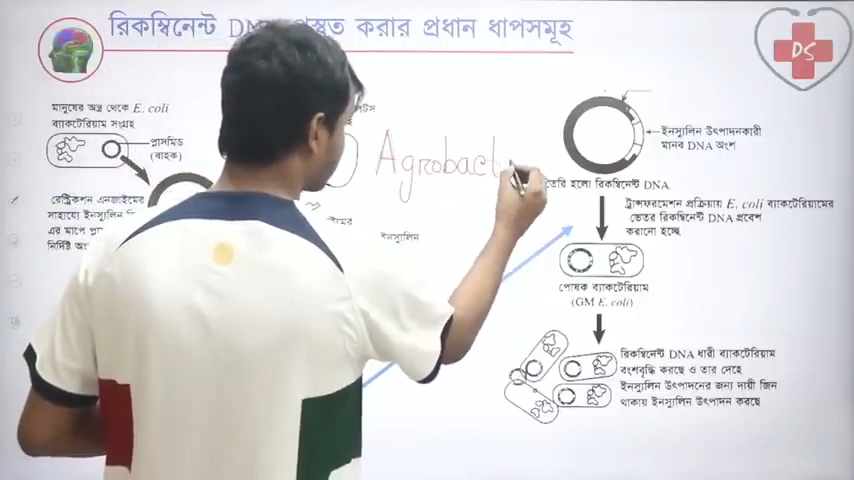 রিকম্বিনেন্ট DNA প্রস্তুত করার প্রধান ধাপসমূহ
DS
মানুষের অন্ত্র থেকে E. coli
ব্যাকটেরিয়াম সংগ্রহ
প্লাসমিড
(বাহক)
রেস্ট্রিকশন এনজাইমের
সাহায্যে ইনসুলিন
এর মাপে
নির্দিষ্ট
Agrobact
ইনস্যুলিন
ইনস্যুলিন উৎপাদনকারী
মানব DNA অংশ
তৈরি হলো রিকম্বিনেন্ট DNA
ট্রান্সফরমেশন প্রক্রিয়ায় E. coli ব্যাকটেরিয়ামের
ভেতর রিকম্বিনেন্ট DNA প্রবেশ
করানো হচ্ছে
পোষক ব্যাকটেরিয়াম
(GM E. coli)
রিকম্বিনেন্ট DNA ধারী ব্যাকটেরিয়াম
বংশবৃদ্ধি করছে ও তার দেহে
ইনস্যুলিন উৎপাদনের জন্য দায়ী জিন
থাকায় ইনস্যুলিন উৎপাদন করছে